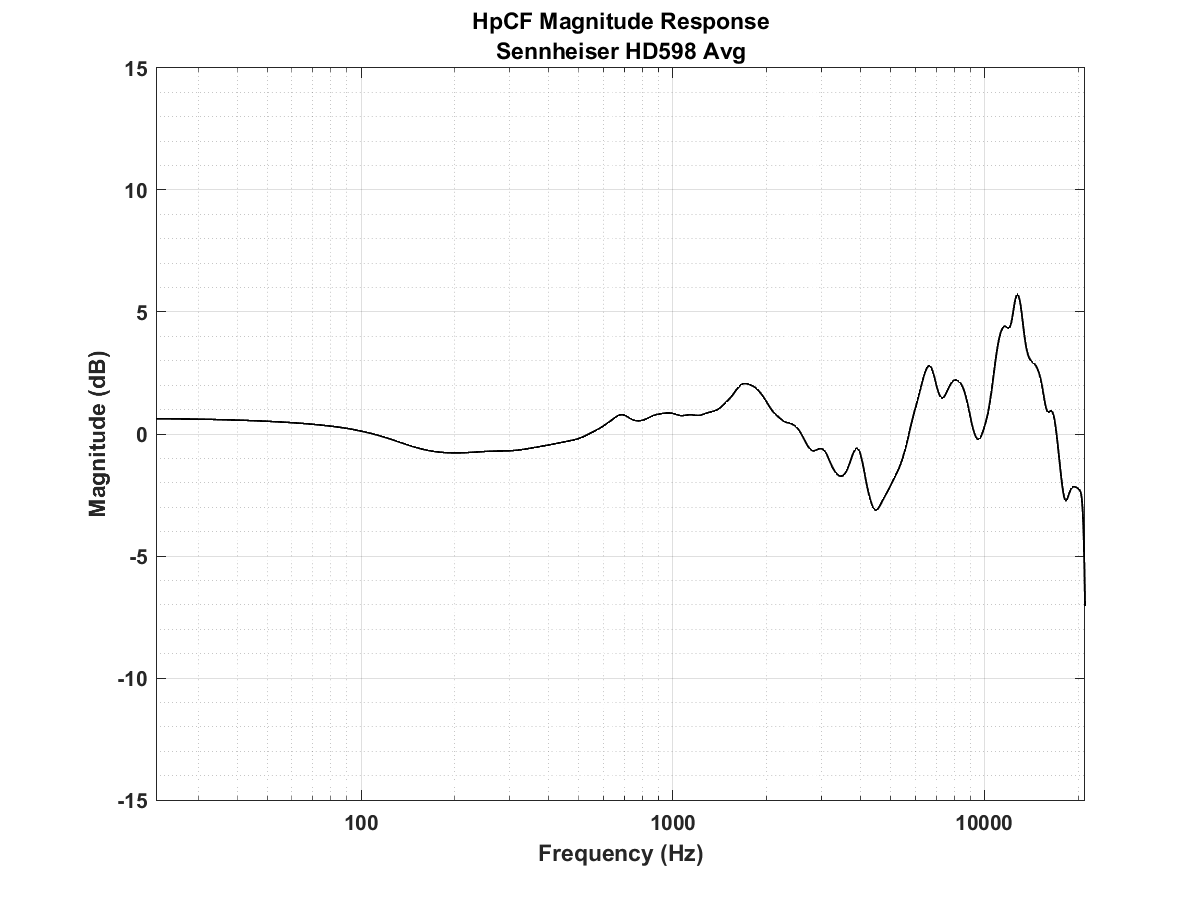 HpCF Magnitude Response
Sennheiser HD598 Avg
15
10
5
0
-5
-10
-15
Magnitude (dB)
100
1000
10000
Frequency (Hz)